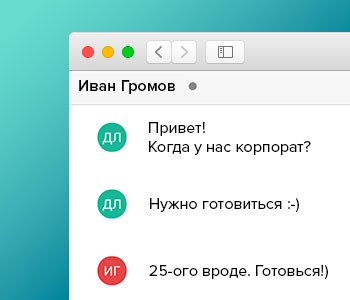 Иван Громов
ДЛ
Привет!
Когда у нас корпорат?
ДЛ
Нужно готовиться :-)
ИГ
25-ого вроде. Готовься!)